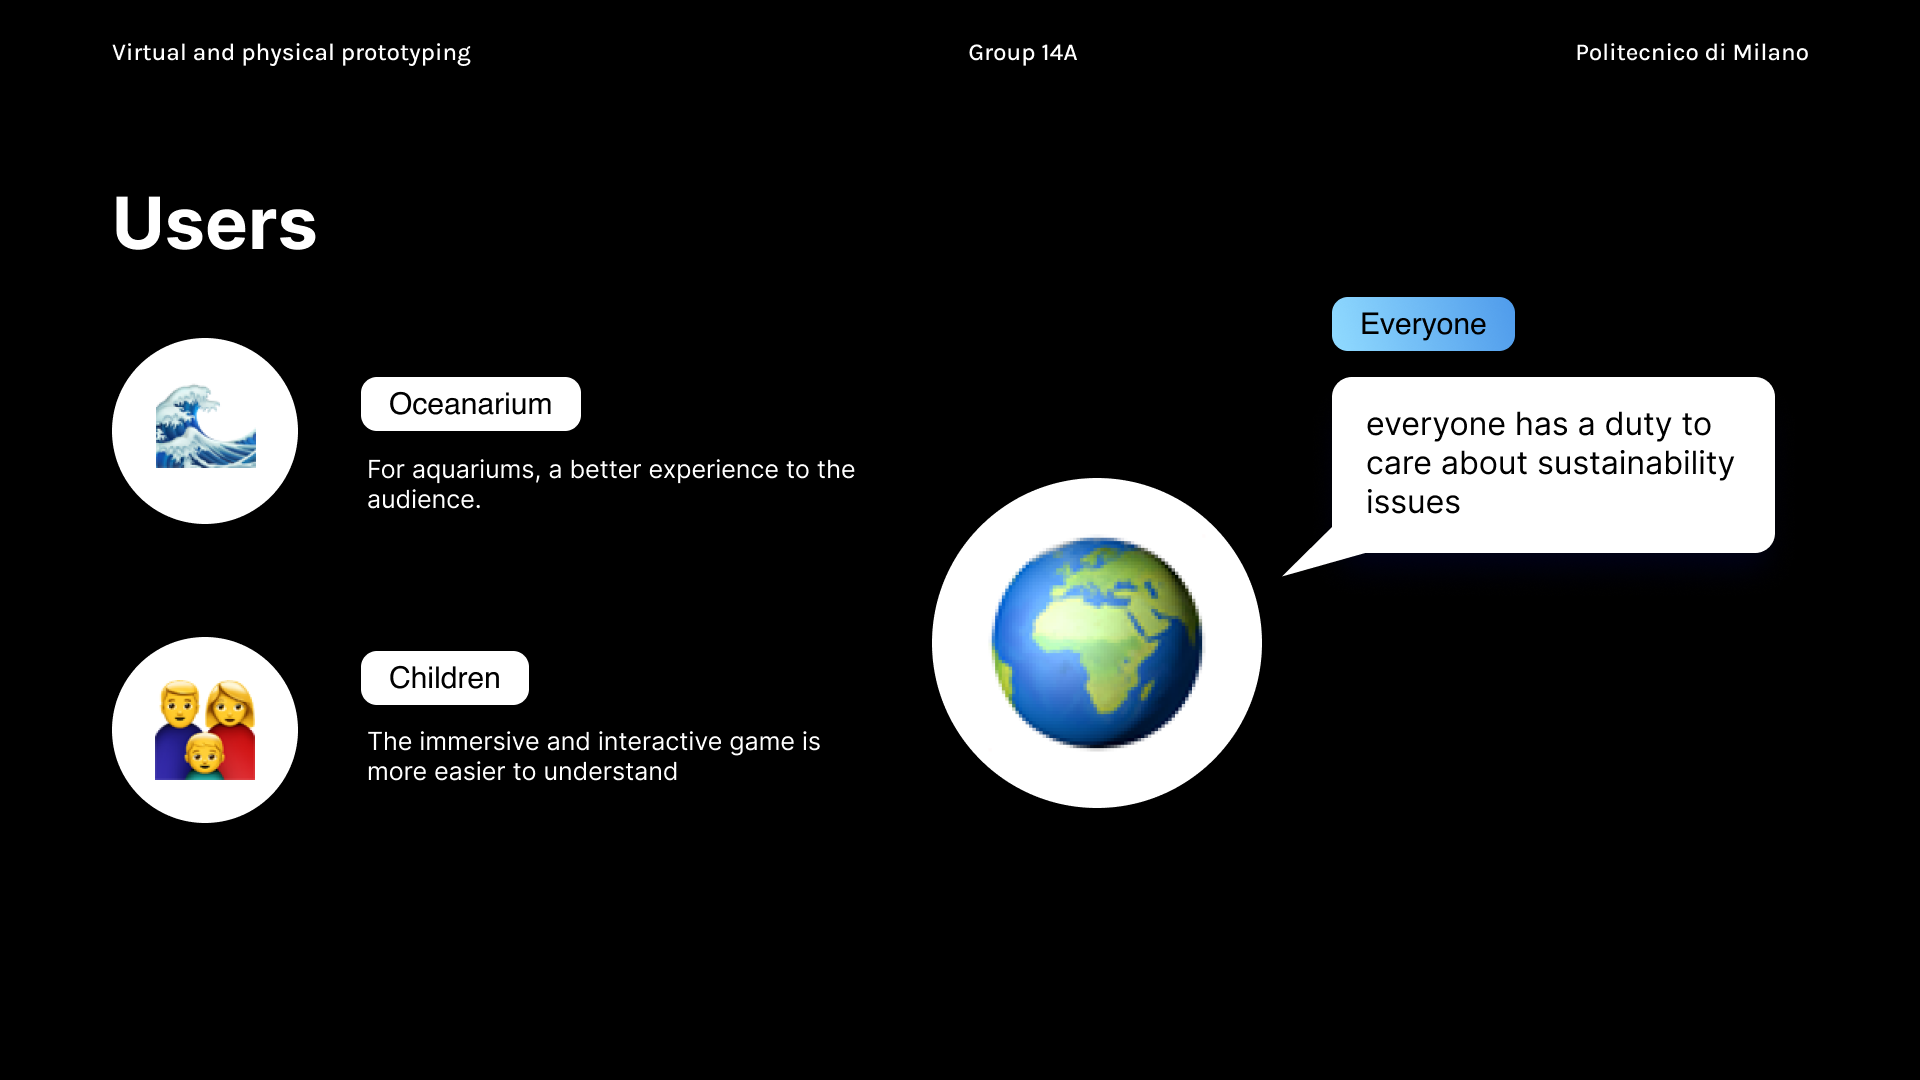 Virtual and physical prototyping
Group 14A
Politecnico di Milano
Users
Oceanarium
For aquariums, a better experience to the
audience.
Children
The immersive and interactive game is
more easier to understand
Everyone
everyone has a duty to
care about sustainability
issues